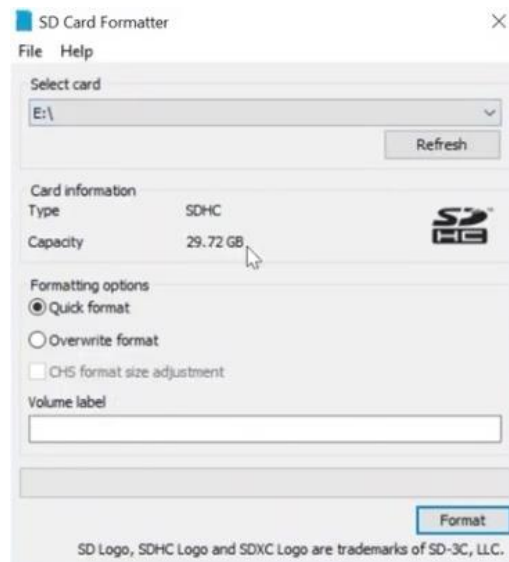 SD Card Formatter
File Help
Select card
E:\
Refresh
Card information
Type SDHC
Capacity 29.72 GB
SD
HC
Formatting options
Quick format
Overwrite format
CHS format size adjustment
Volume label
Format
SD Logo, SDHC Logo and SDXC Logo are trademarks of SD-3C, LLC.